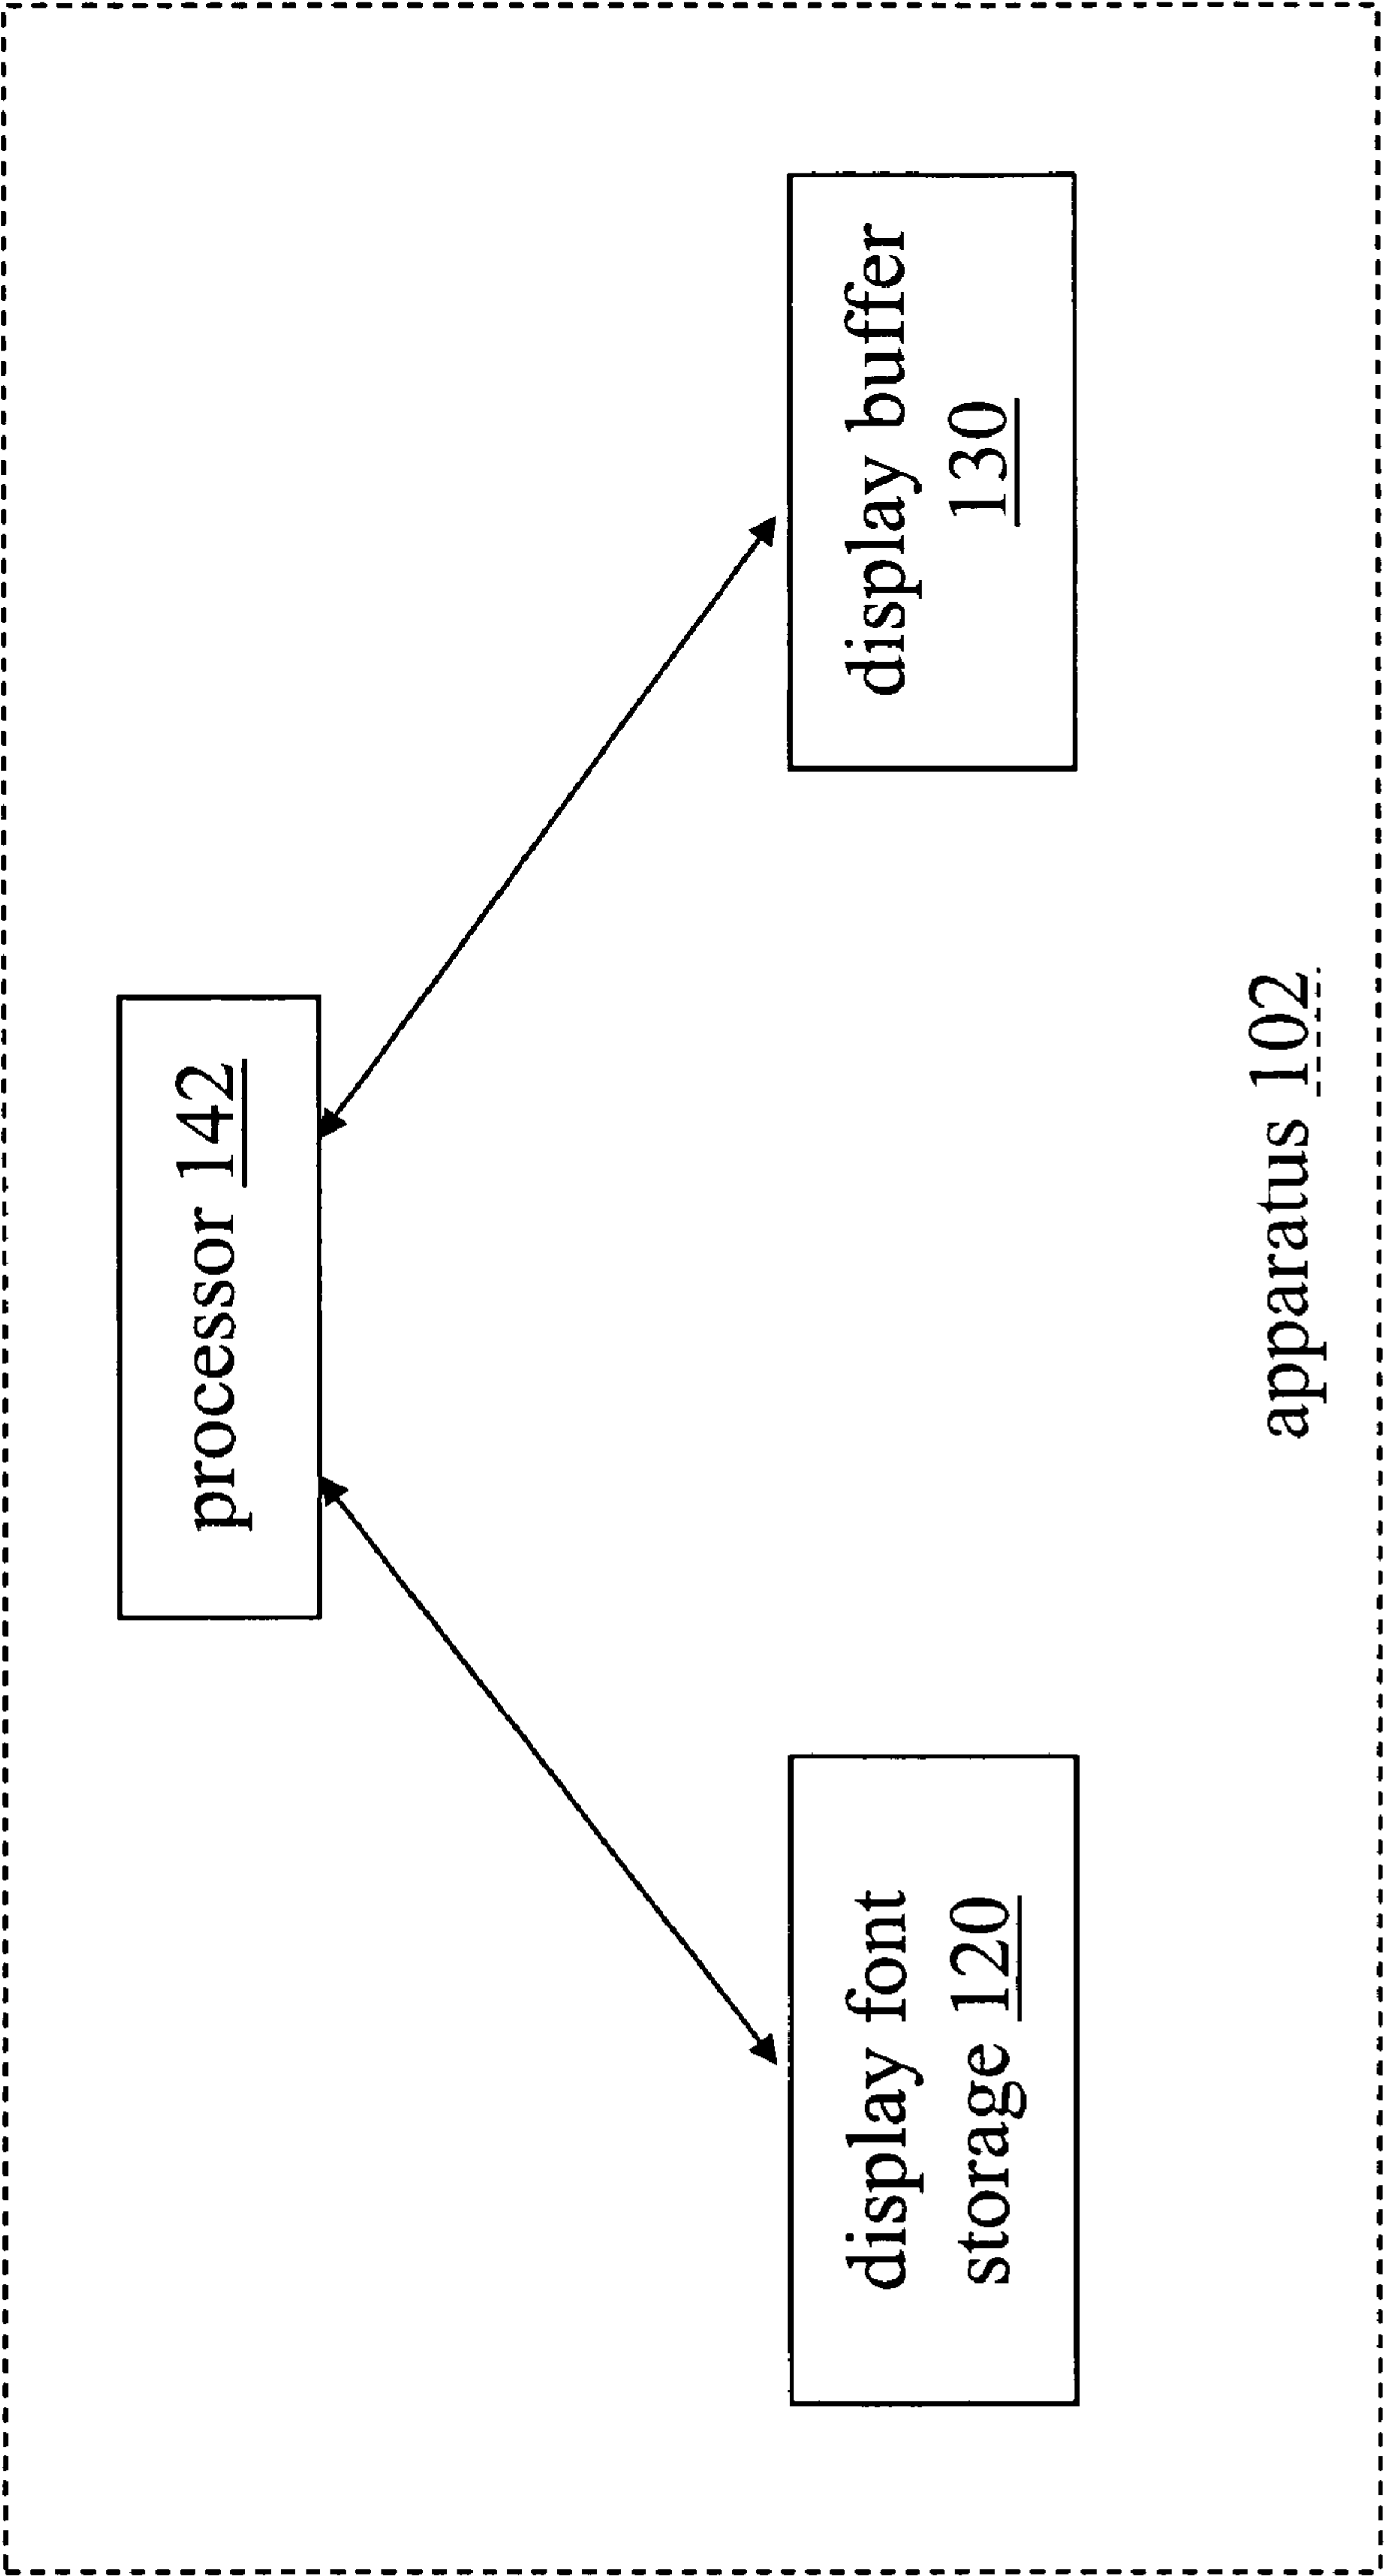 processor 142
display font
storage 120
display buffer
130
apparatus 102